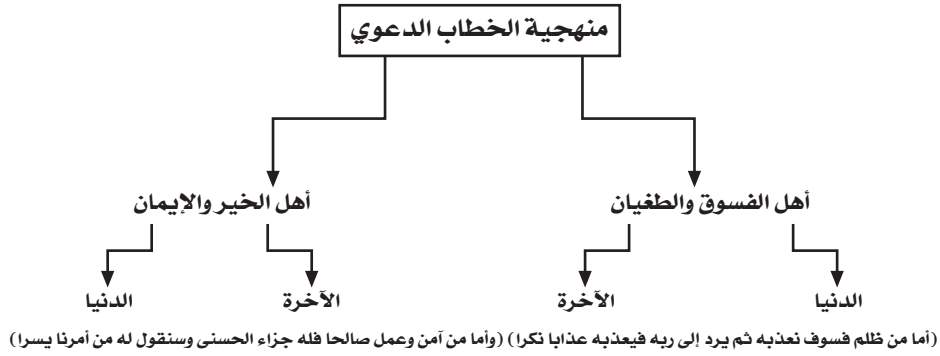 منهجية الخطاب الدعوي
أهل الفسوق والطغيان
أهل الخير والإيمان
الدنيا
الآخرة
الآخرة
الدنيا
(أما من ظلم فسوف نعذبه ثم يرد إلى ربه فيعذبه عذابا نكرا) (وأما من آمن وعمل صالحا فله جزاء الحسنى وسنقول له من أمرنا يسرا)